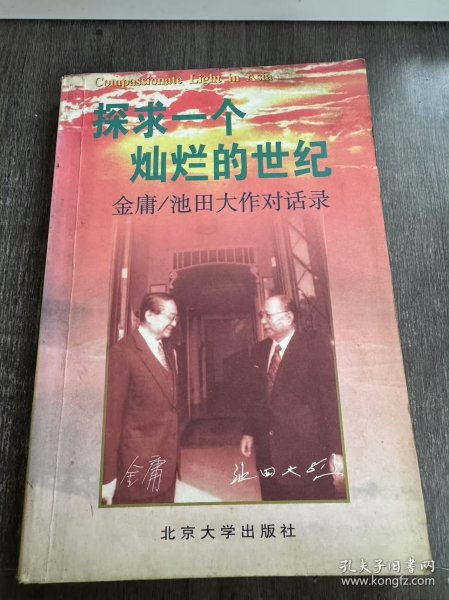 Compassionate Light in Asia
探求一个
灿烂的世纪
金庸/池田大作对话录
金庸
池田大作
北京大学出版社
孔夫子旧书网
www.kongfz.com